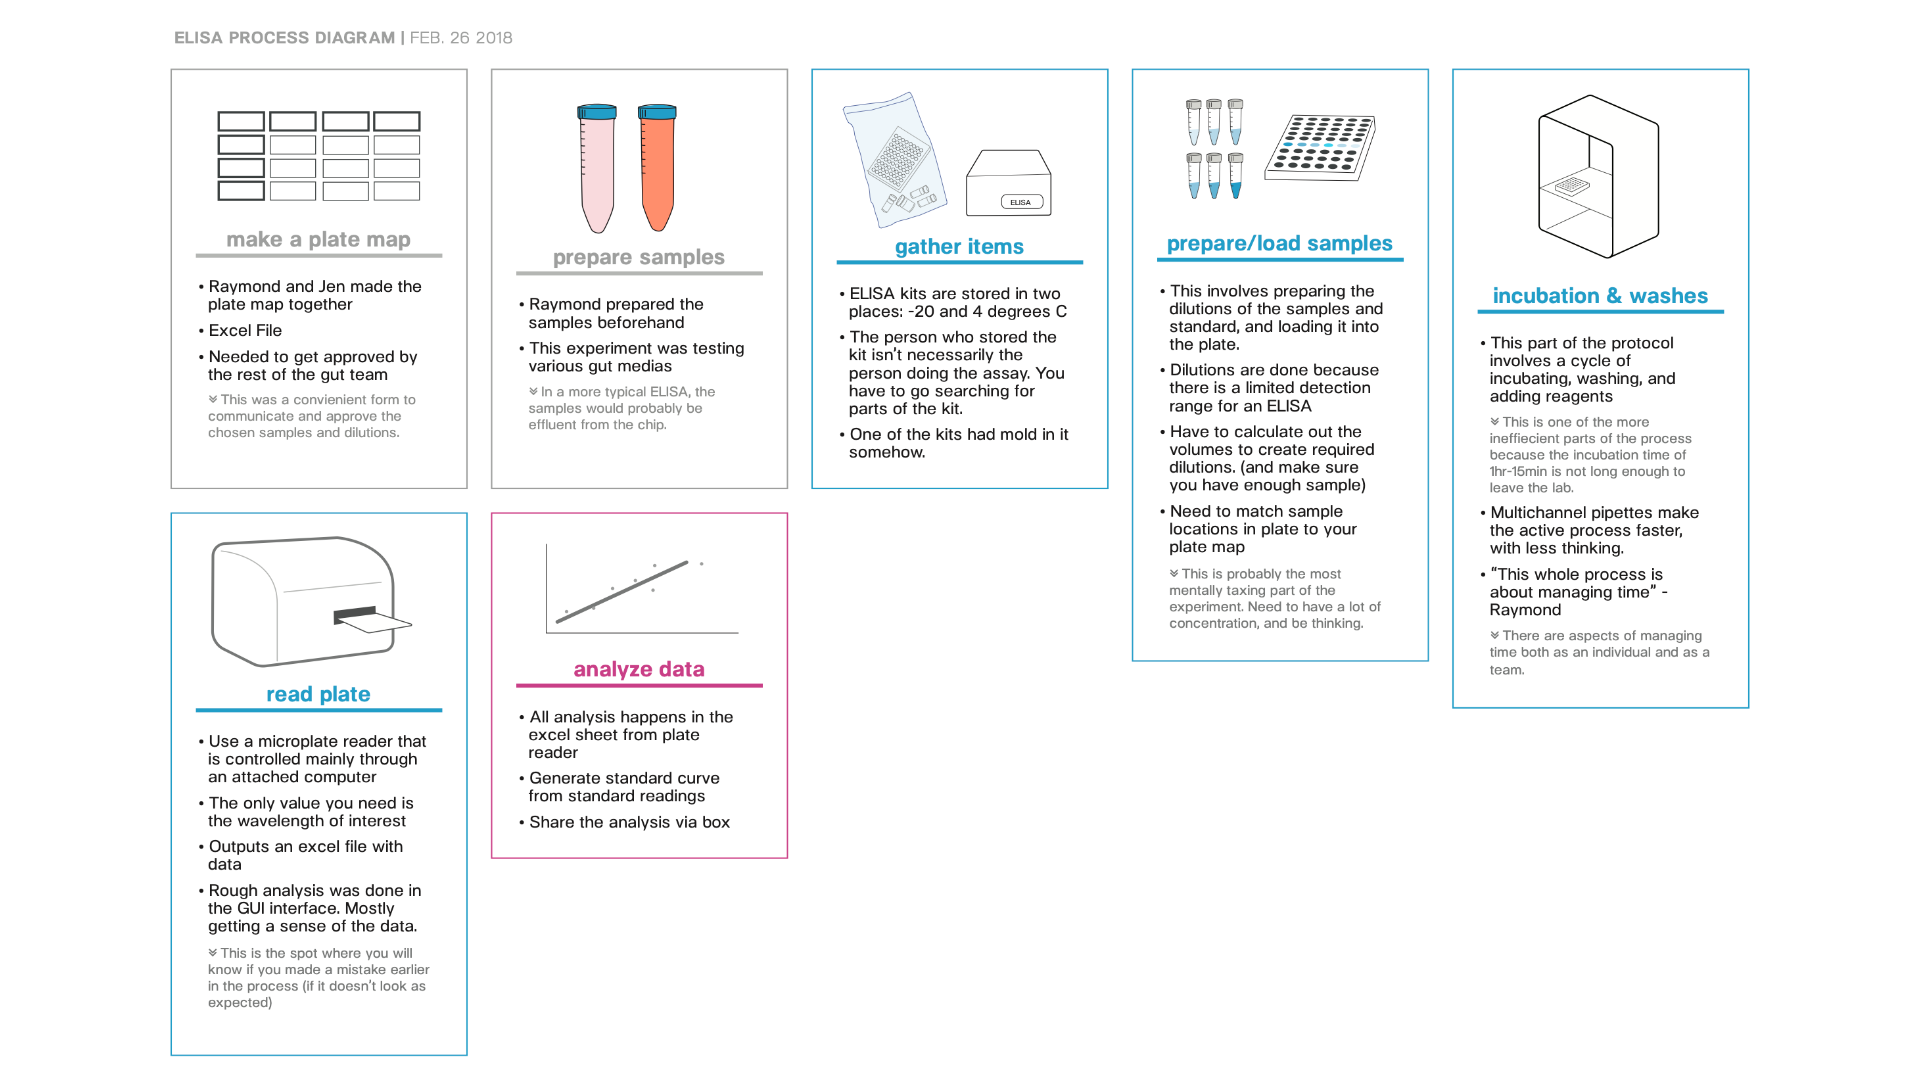 ELISA PROCESS DIAGRAM | FEB. 26 2018
make a plate map
• Raymond and Jen made the
plate map together
• Excel File
• Needed to get approved by
the rest of the gut team
» This was a convienient form to
communicate and approve the
chosen samples and dilutions.
prepare samples
• Raymond prepared the
samples beforehand
• This experiment was testing
various gut medias
» In a more typical ELISA, the
samples would probably be
effluent from the chip.
ELISA
gather items
• ELISA kits are stored in two
places: -20 and 4 degrees C
• The person who stored the
kit isn't necessarily the
person doing the assay. You
have to go searching for
parts of the kit.
• One of the kits had mold in it
somehow.
prepare/load samples
• This involves preparing the
dilutions of the samples and
standard, and loading it into
the plate.
• Dilutions are done because
there is a limited detection
range for an ELISA
• Have to calculate out the
volumes to create required
dilutions. (and make sure
you have enough sample)
• Need to match sample
locations in plate to your
plate map
» This is probably the most
mentally taxing part of the
experiment. Need to have a lot of
concentration, and be thinking.
incubation & washes
• This part of the protocol
involves a cycle of
incubating, washing, and
adding reagents
» This is one of the more
ineffiecient parts of the process
because the incubation time of
1hr-15min is not long enough to
leave the lab.
• Multichannel pipettes make
the active process faster,
with less thinking.
• “This whole process is
about managing time” -
Raymond
» There are aspects of managing
time both as an individual and as a
team.
read plate
• Use a microplate reader that
is controlled mainly through
an attached computer
• The only value you need is
the wavelength of interest
• Outputs an excel file with
data
• Rough analysis was done in
the GUI interface. Mostly
getting a sense of the data.
» This is the spot where you will
know if you made a mistake earlier
in the process (if it doesn't look as
expected)
analyze data
• All analysis happens in the
excel sheet from plate
reader
• Generate standard curve
from standard readings
• Share the analysis via box